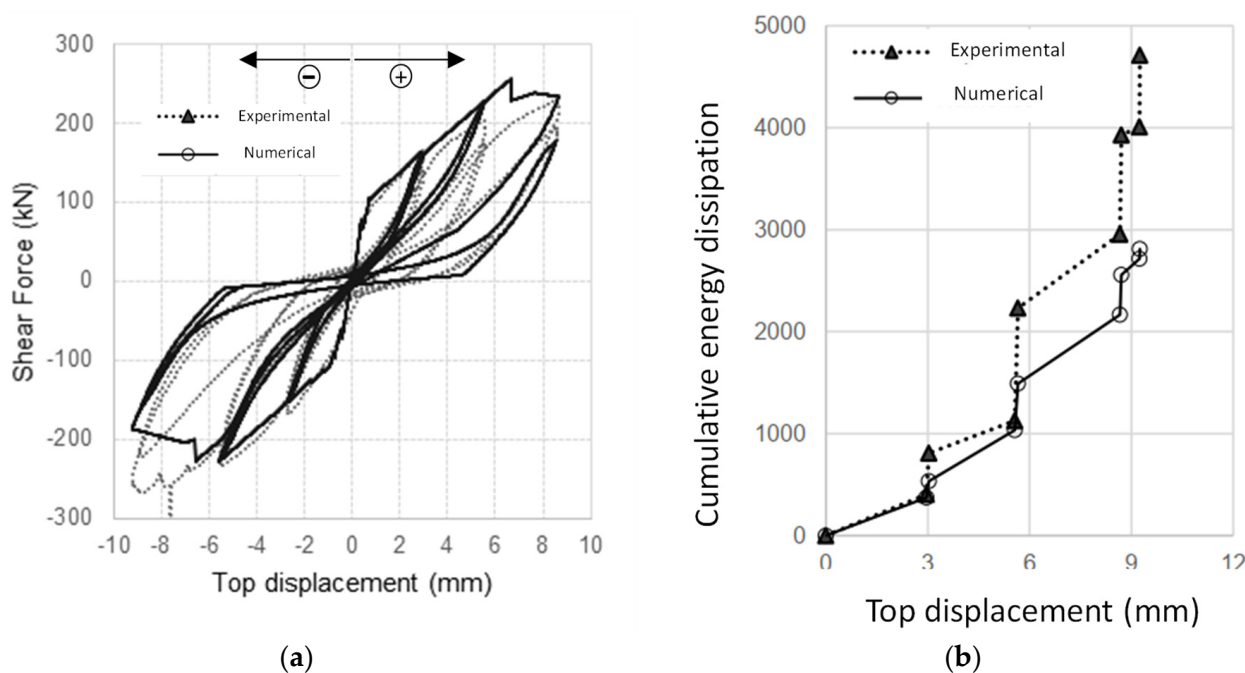 300
200
100
0
-100
-200
-300
-10 -8 -6 -4 -2 0 2 4 6 8 10
Shear Force (kN)
Top displacement (mm)
− +
Experimental
Numerical
(a)
5000
4000
3000
2000
1000
0
0 3 6 9 12
Cumulative energy dissipation
Top displacement (mm)
Experimental
Numerical
(b)